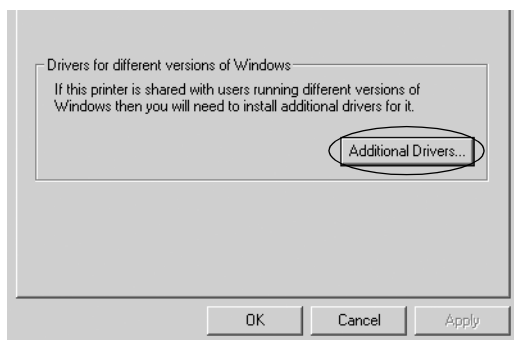 Drivers for different versions of Windows
If this printer is shared with users running different versions of
Windows then you will need to install additional drivers for it.
Additional Drivers...
OK Cancel Apply